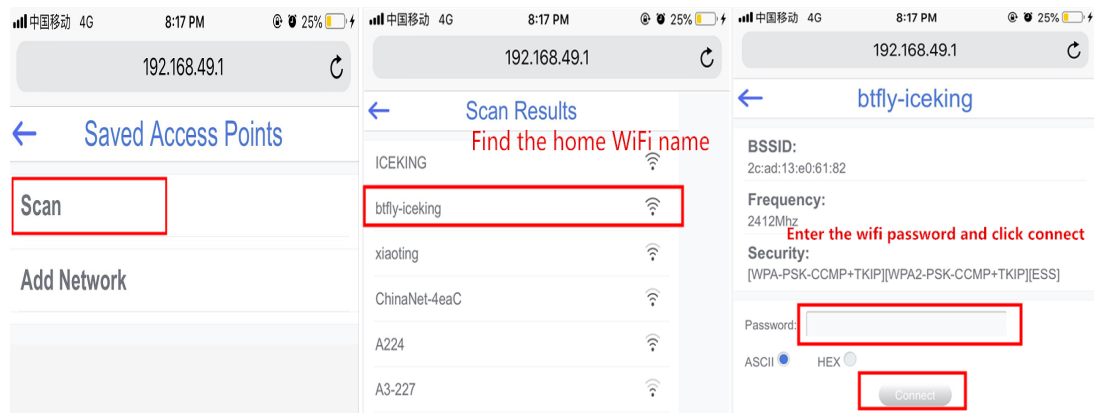 中国移动 4G 8:17 PM 25%
192.168.49.1
Saved Access Points
Scan
Add Network
中国移动 4G 8:17 PM 25%
192.168.49.1
Scan Results
Find the home WiFi name
ICEKING
btfly-iceking
xiaoting
ChinaNet-4eaC
A224
A3-227
中国移动 4G 8:17 PM 25%
192.168.49.1
btfly-iceking
BSSID:
2c:ad:13:e0:61:82
Frequency:
2412Mhz
Enter the wifi password and click connect
Security:
[WPA-PSK-CCMP+TKIP][WPA2-PSK-CCMP+TKIP][ESS]
Password:
ASCII HEX
Connect